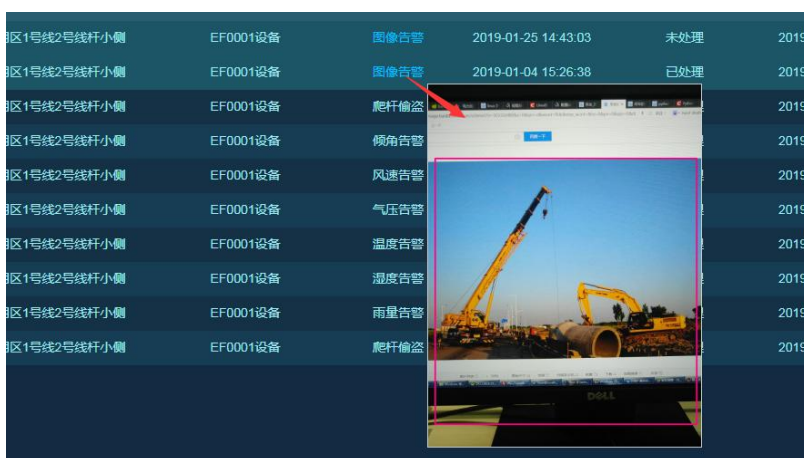 区1号线2号线杆小侧 EF0001设备 图像告警 2019-01-25 14:43:03 未处理 2019
区1号线2号线杆小侧 EF0001设备 图像告警 2019-01-04 15:26:38 已处理 2019
区1号线2号线杆小侧 EF0001设备 爬杆偷盗 2019
区1号线2号线杆小侧 EF0001设备 倾角告警 2019
区1号线2号线杆小侧 EF0001设备 风速告警 2019
区1号线2号线杆小侧 EF0001设备 气压告警 2019
区1号线2号线杆小侧 EF0001设备 温度告警 2019
区1号线2号线杆小侧 EF0001设备 湿度告警 2019
区1号线2号线杆小侧 EF0001设备 雨量告警 2019
区1号线2号线杆小侧 EF0001设备 爬杆偷盗 2019
百度一下
DELL